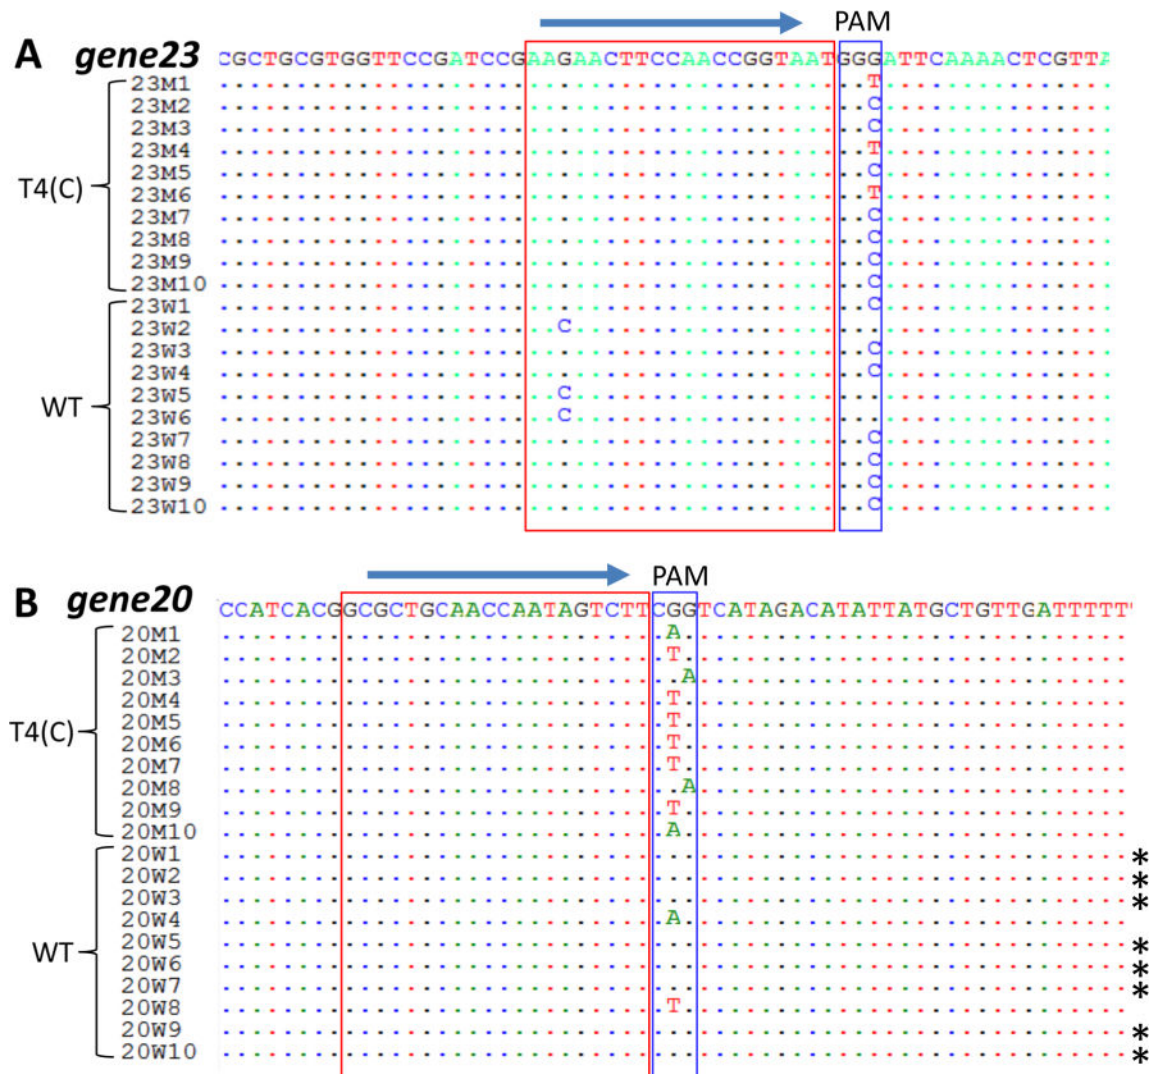 PAM
A gene23 CGCTGCGTGGTTCCGATCCGAAGAACTTCCAACCGGTAATGGGATTCAAAACTCGTTA
23M1 T
23M2 C
23M3 C
23M4 T
23M5 C
T4(C)
23M6 T
23M7 C
23M8 C
23M9 C
23M10 C
23W1 C
23W2 C
23W3 C
23W4 C
23W5 C
WT
23W6 C
23W7 C
23W8 C
23W9 C
23W10 C
PAM
B gene20 CCATCACGGCGCTGCAACCAATAGTCTTCGGTCATAGACATATTATGCTGTTGATTTTT
20M1 A
20M2 T
20M3 A
20M4 T
20M5 T
T4(C)
20M6 T
20M7 T
20M8 A
20M9 T
20M10 A
20W1 *
20W2 *
20W3 *
20W4 A
20W5 *
WT
20W6 *
20W7 *
20W8 T
20W9 *
20W10 *